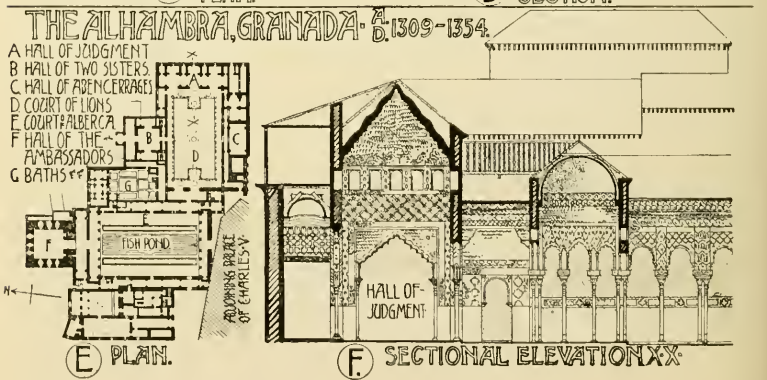 PLAN. SECTION.
THE ALHAMBRA, GRANADA. A.D. 1309-1354.
A HALL OF JUDGMENT
B HALL OF TWO SISTERS.
C HALL OF ABENCERRAGES
D COURT OF LIONS
E COURT OF ALBERCA
F HALL OF THE
AMBASSADORS
G BATHS
X
A
X
B
C
D
G
E
F
FISH POND
N
ADJOINING PALACE
OF CHARLES·V
HALL OF
JUDGMENT
E PLAN.
F. SECTIONAL ELEVATION X·X·